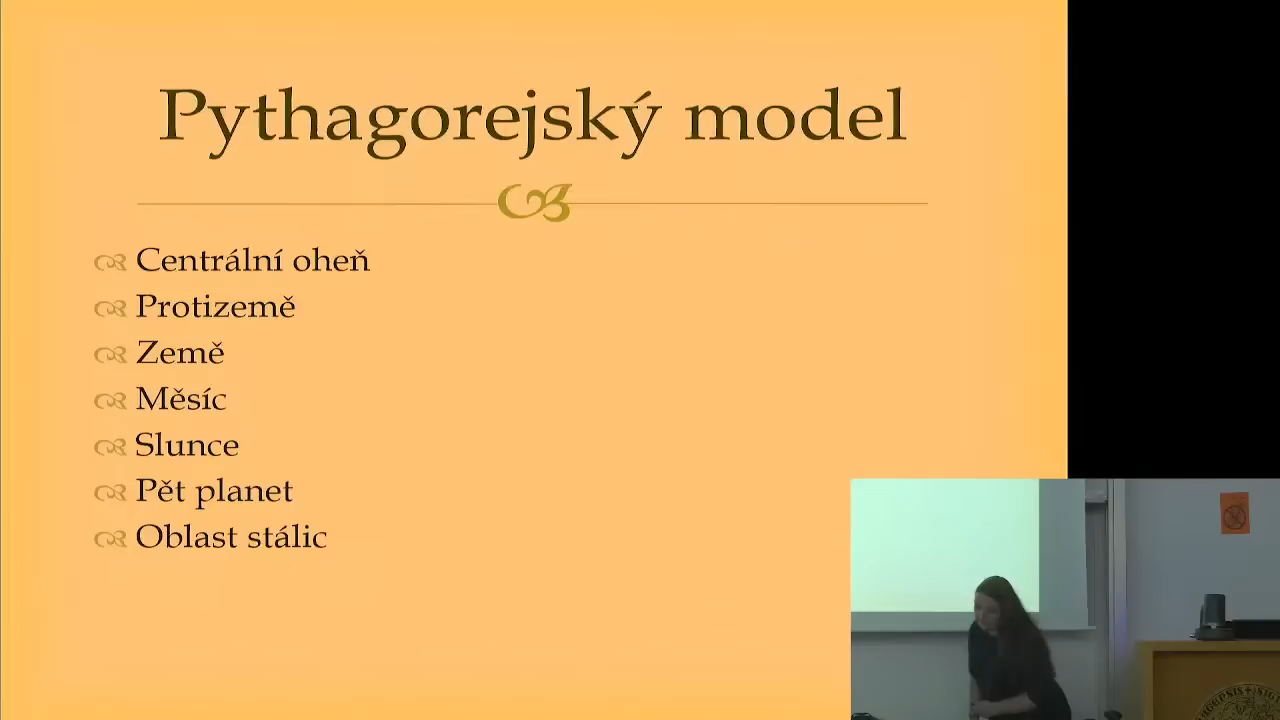 Pythagorejský model
Centrální oheň
Protizemě
Země
Měsíc
Slunce
Pět planet
Oblast stálic